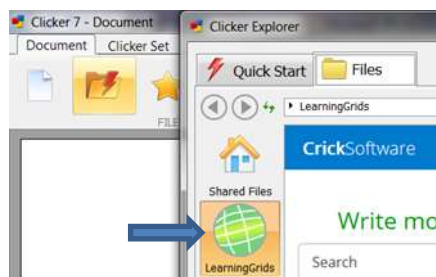 Clicker 7 - Document
Document Clicker Set
FILE
Clicker Explorer
Quick Start Files
LearningGrids
CrickSoftware
Shared Files
Write mo
Search
LearningGrids